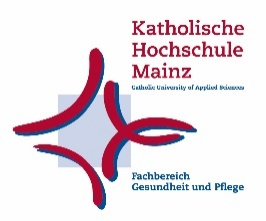 Katholische
Hochschule
Mainz
Catholic University of Applied Sciences
Fachbereich
Gesundheit und Pflege